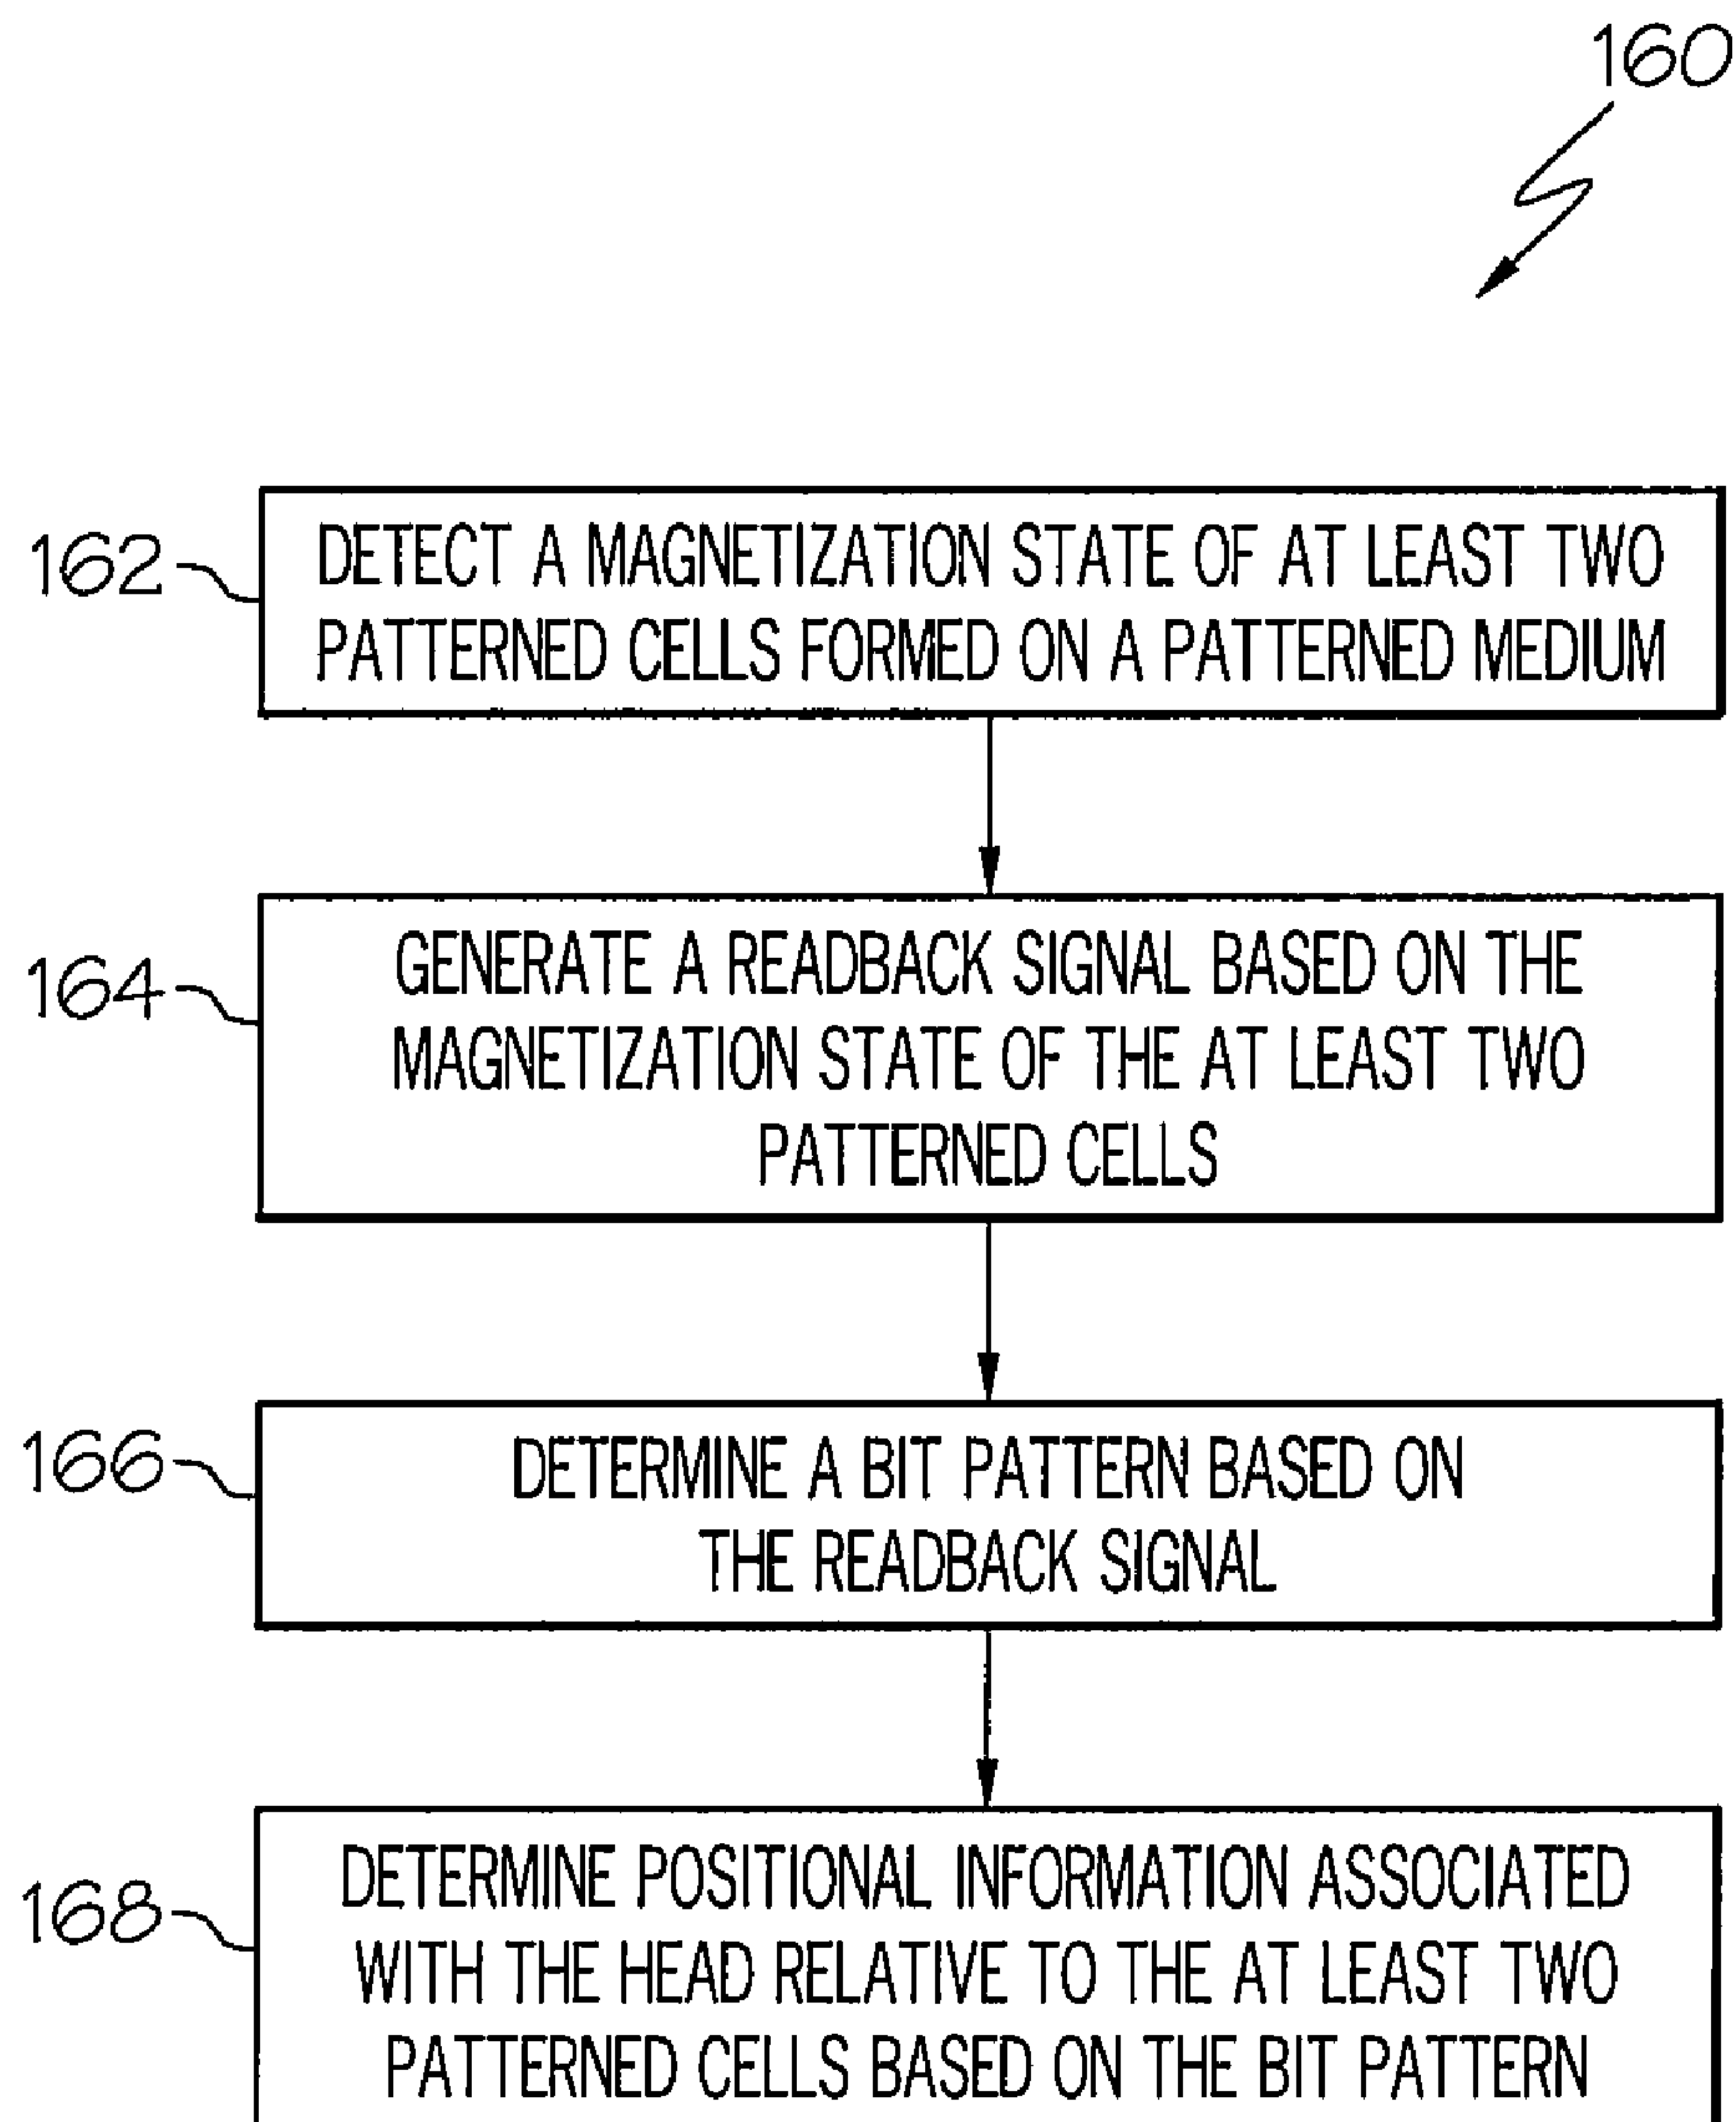 160
162
DETECT A MAGNETIZATION STATE OF AT LEAST TWO
PATTERNED CELLS FORMED ON A PATTERNED MEDIUM
164
GENERATE A READBACK SIGNAL BASED ON THE
MAGNETIZATION STATE OF THE AT LEAST TWO
PATTERNED CELLS
166
DETERMINE A BIT PATTERN BASED ON
THE READBACK SIGNAL
168
DETERMINE POSITIONAL INFORMATION ASSOCIATED
WITH THE HEAD RELATIVE TO THE AT LEAST TWO
PATTERNED CELLS BASED ON THE BIT PATTERN